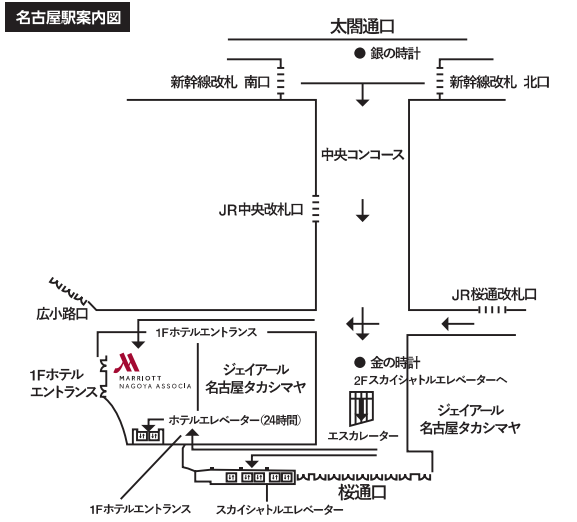 名古屋駅案内図
太閤通口
銀の時計
新幹線改札 南口
新幹線改札 北口
中央コンコース
JR中央改札口
広小路口
JR桜通改札口
1Fホテルエントランス
金の時計
2Fスカイシャトルエレベーターへ
MARRIOTT
NAGOYA ASSOCIA
ジェイアール
名古屋タカシマヤ
1Fホテル
エントランス
ホテルエレベーター(24時間)
エスカレーター
ジェイアール
名古屋タカシマヤ
桜通口
1Fホテルエントランス
スカイシャトルエレベーター